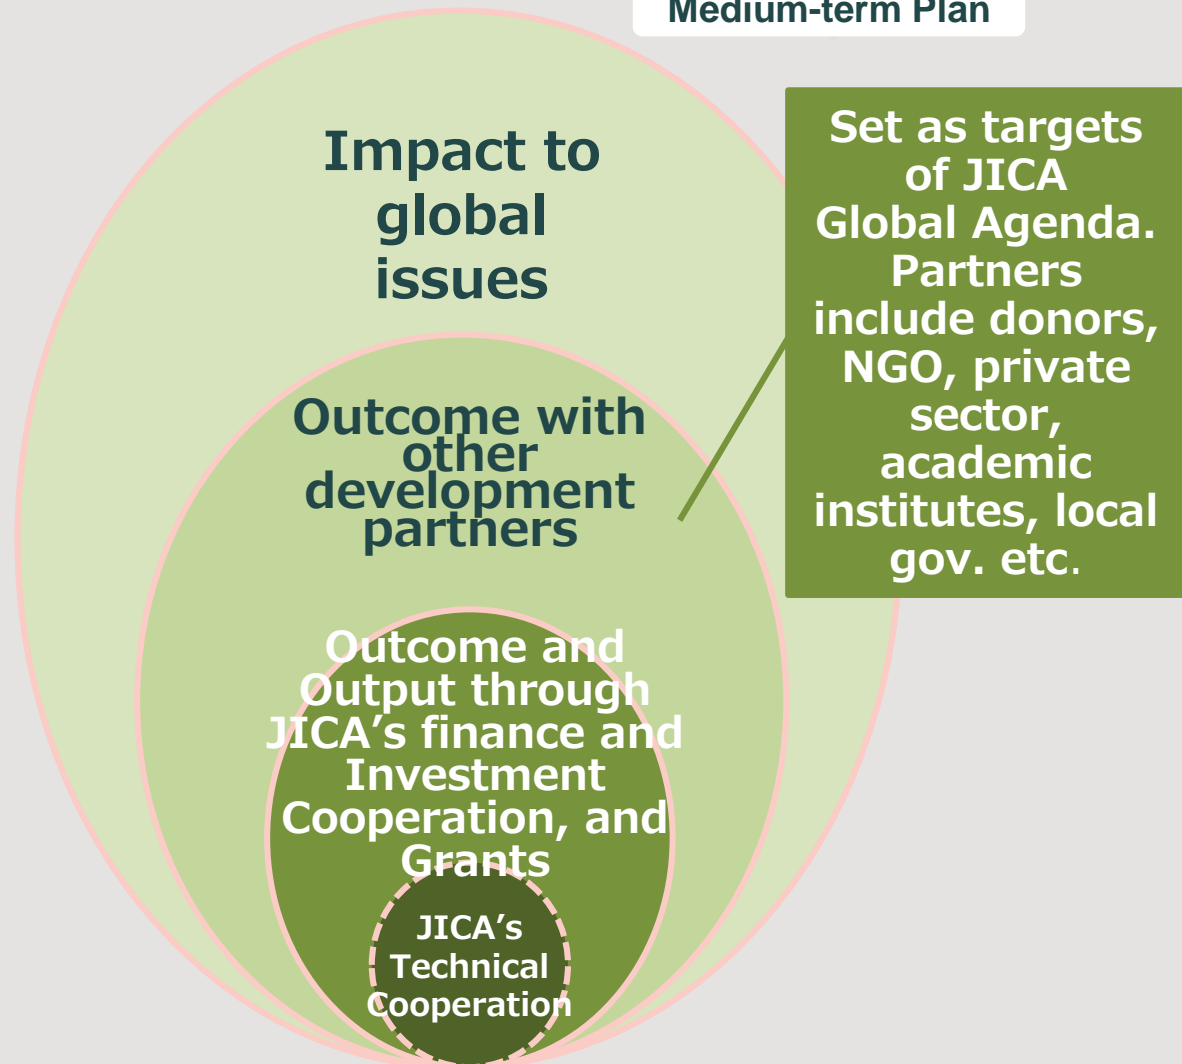 Medium-term Plan
Impact to
global
issues
Set as targets
of JICA
Global Agenda.
Partners
include donors,
NGO, private
sector,
academic
institutes, local
gov. etc.
Outcome with
other
development
partners
Outcome and
Output through
JICA’s finance and
Investment
Cooperation, and
Grants
JICA’s
Technical
Cooperation